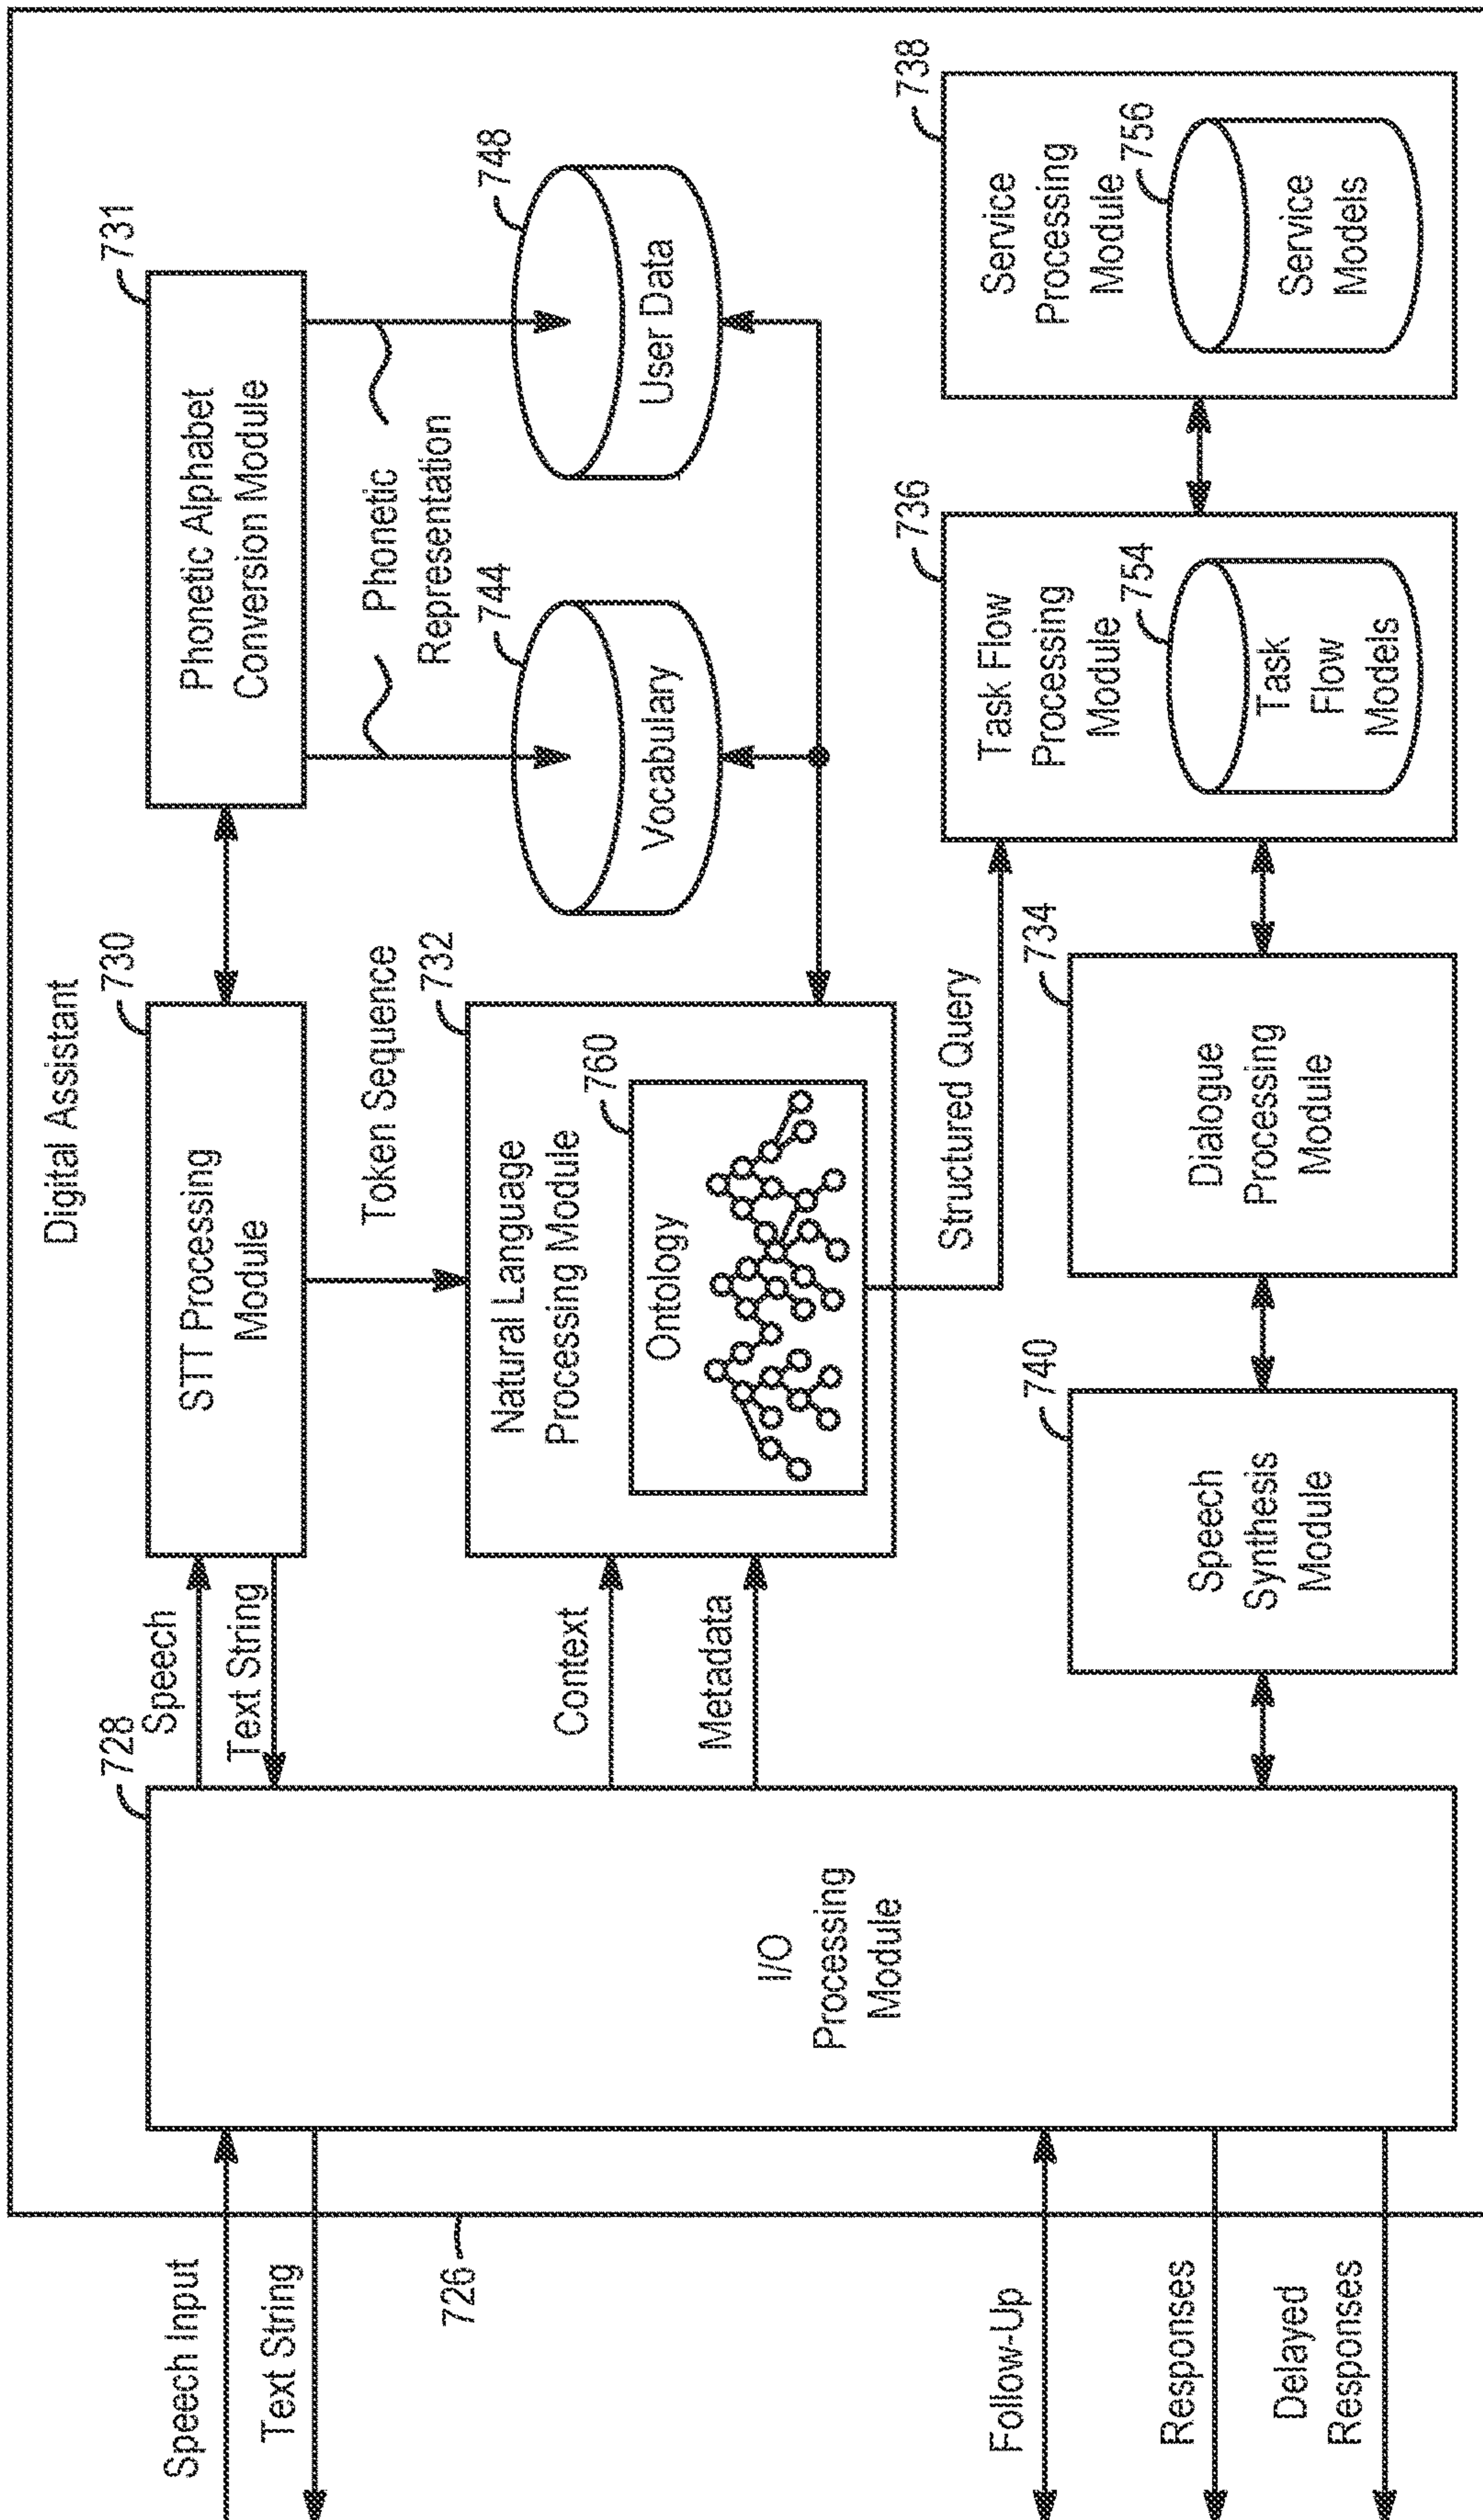 Digital Assistant
Speech Input
Text String
726
728
I/O
Processing
Module
Speech
Text String
730
STT Processing
Module
731
Phonetic Alphabet
Conversion Module
Token Sequence
Phonetic
Representation
Context
Metadata
732
Natural Language
Processing Module
760
Ontology
744
Vocabulary
748
User Data
Structured Query
Follow-Up
Responses
Delayed
Responses
740
Speech
Synthesis
Module
734
Dialogue
Processing
Module
736
Task Flow
Processing
Module
754
Task
Flow
Models
738
Service
Processing
Module
756
Service
Models